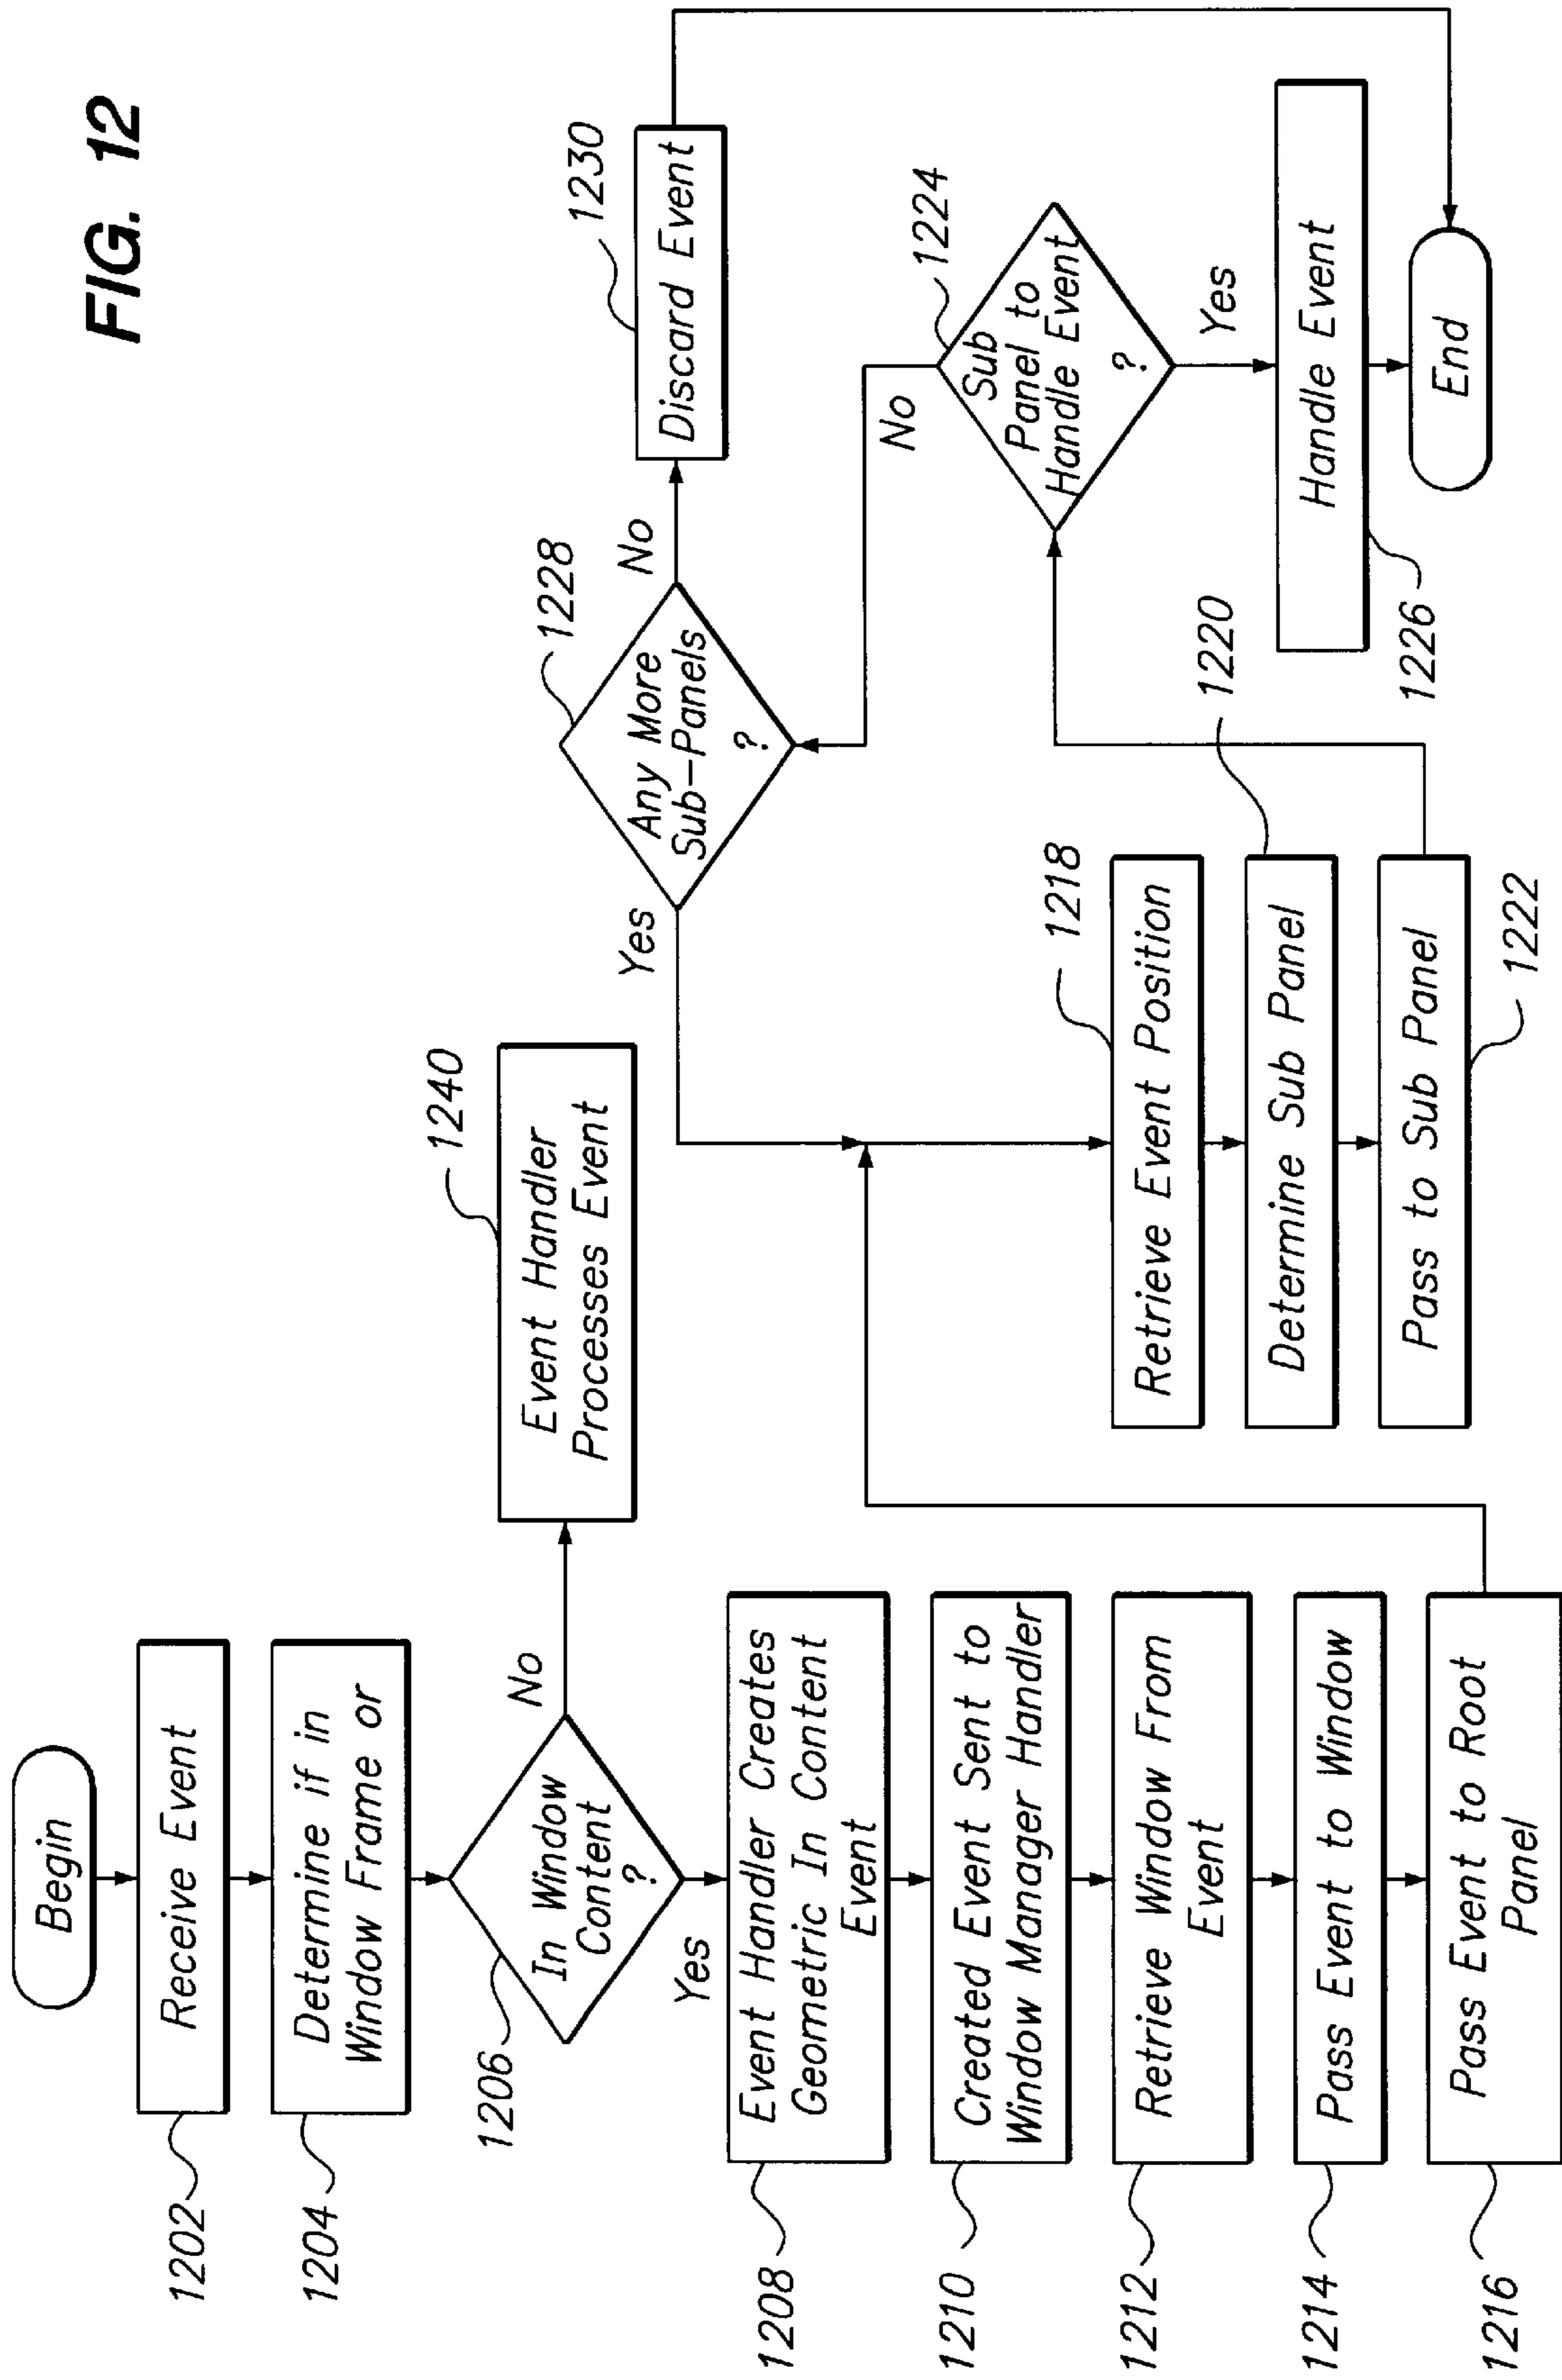 FIG. 12
Begin
Receive Event
1202
Determine if in
Window Frame or
1204
In Window
Content
?
1206
No
Yes
Event Handler
Processes Event
1240
Event Handler Creates
Geometric In Content
Event
1208
Created Event Sent to
Window Manager Handler
1210
Retrieve Window From
Event
1212
Pass Event to Window
1214
Pass Event to Root
Panel
1216
Retrieve Event Position
1218
Determine Sub Panel
1220
Pass to Sub Panel
1222
Sub
Panel to
Handle Event
?
1224
No
Yes
Any More
Sub-Panels
?
1228
Yes
No
Discard Event
1230
Handle Event
1226
End